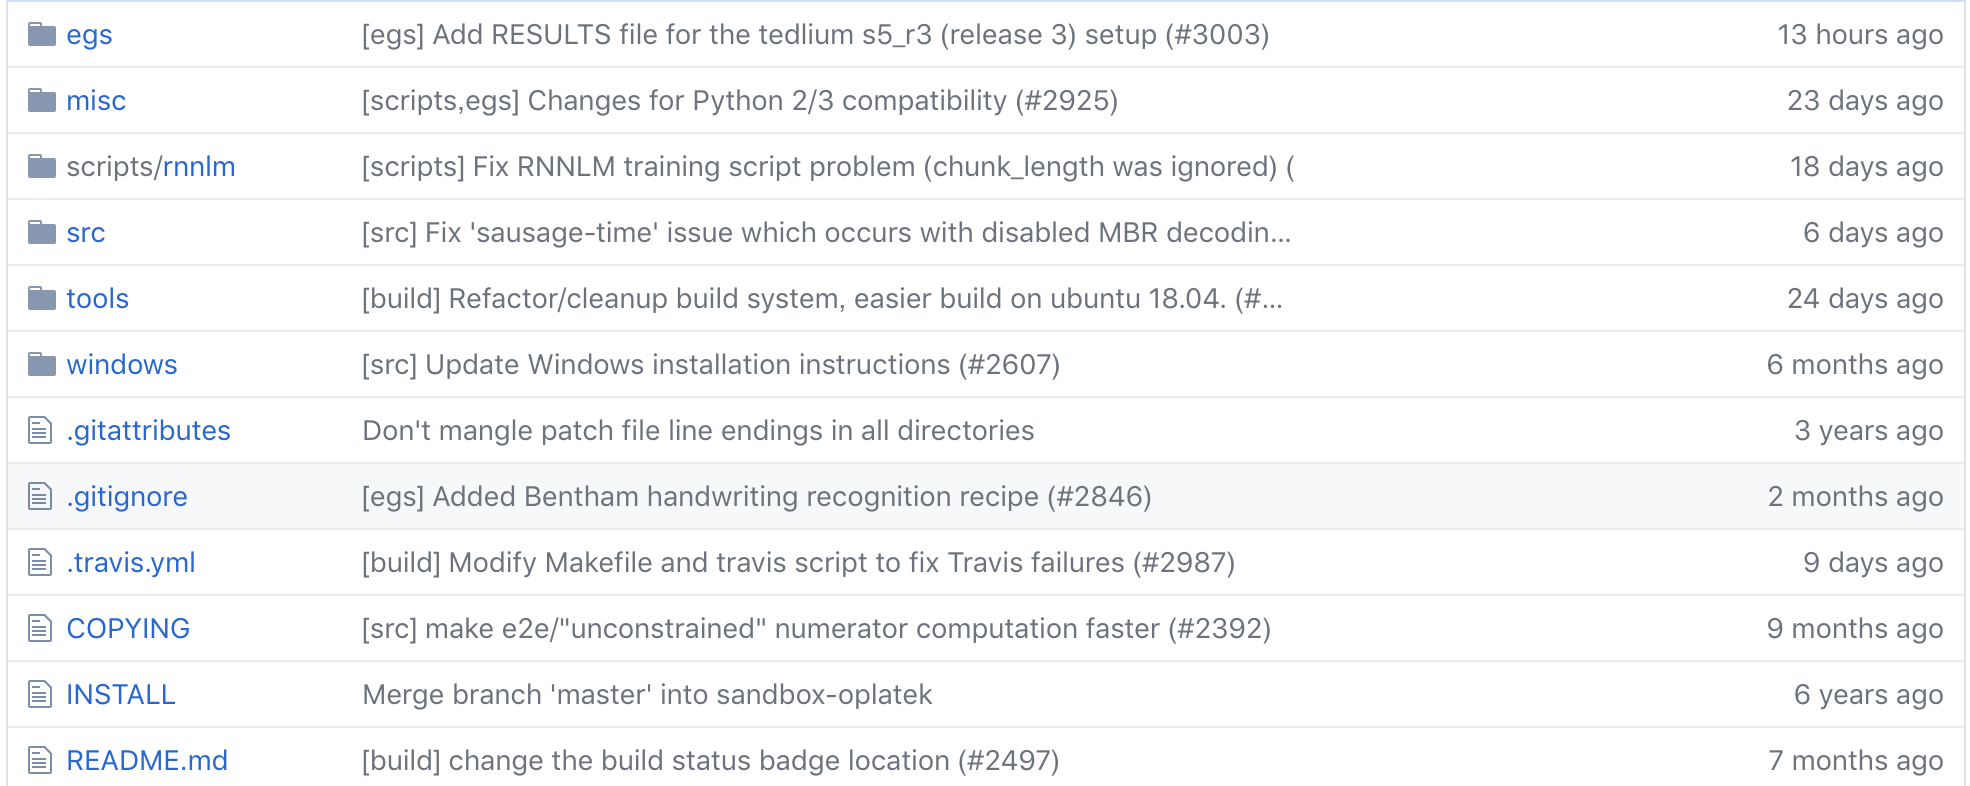 egs [egs] Add RESULTS file for the tedlium s5_r3 (release 3) setup (#3003) 13 hours ago
misc [scripts,egs] Changes for Python 2/3 compatibility (#2925) 23 days ago
scripts/rnnlm [scripts] Fix RNNLM training script problem (chunk_length was ignored) ( 18 days ago
src [src] Fix 'sausage-time' issue which occurs with disabled MBR decodin... 6 days ago
tools [build] Refactor/cleanup build system, easier build on ubuntu 18.04. (#... 24 days ago
windows [src] Update Windows installation instructions (#2607) 6 months ago
.gitattributes Don't mangle patch file line endings in all directories 3 years ago
.gitignore [egs] Added Bentham handwriting recognition recipe (#2846) 2 months ago
.travis.yml [build] Modify Makefile and travis script to fix Travis failures (#2987) 9 days ago
COPYING [src] make e2e/"unconstrained" numerator computation faster (#2392) 9 months ago
INSTALL Merge branch 'master' into sandbox-oplatek 6 years ago
README.md [build] change the build status badge location (#2497) 7 months ago